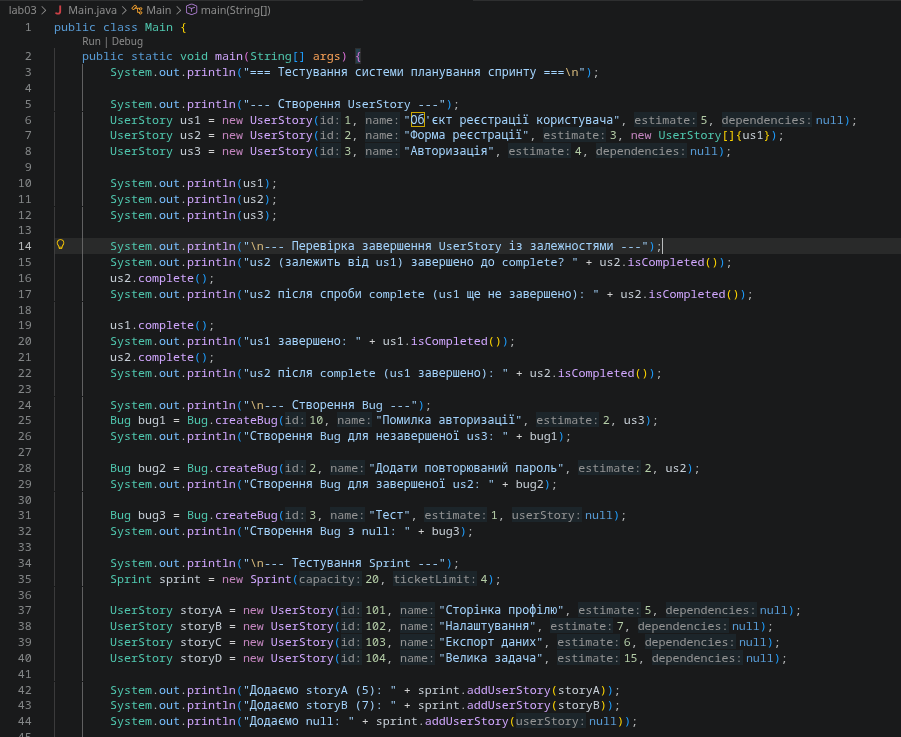 lab03 > J Main.java > Main > main(String[])
1 public class Main {
Run | Debug
2 public static void main(String[] args) {
3 System.out.println("=== Тестування системи планування спринту ===\n");
4
5 System.out.println("--- Створення UserStory ---");
6 UserStory us1 = new UserStory(id: 1, name: "Об'єкт реєстрації користувача", estimate: 5, dependencies: null);
7 UserStory us2 = new UserStory(id: 2, name: "Форма реєстрації", estimate: 3, new UserStory[]{us1});
8 UserStory us3 = new UserStory(id: 3, name: "Авторизація", estimate: 4, dependencies: null);
9
10 System.out.println(us1);
11 System.out.println(us2);
12 System.out.println(us3);
13
14 System.out.println("\n--- Перевірка завершення UserStory із залежностями ---");
15 System.out.println("us2 (залежить від us1) завершено до complete? " + us2.isCompleted());
16 us2.complete();
17 System.out.println("us2 після спроби complete (us1 ще не завершено): " + us2.isCompleted());
18
19 us1.complete();
20 System.out.println("us1 завершено: " + us1.isCompleted());
21 us2.complete();
22 System.out.println("us2 після complete (us1 завершено): " + us2.isCompleted());
23
24 System.out.println("\n--- Створення Bug ---");
25 Bug bug1 = Bug.createBug(id: 10, name: "Помилка авторизації", estimate: 2, us3);
26 System.out.println("Створення Bug для незавершеної us3: " + bug1);
27
28 Bug bug2 = Bug.createBug(id: 2, name: "Додати повторюваний пароль", estimate: 2, us2);
29 System.out.println("Створення Bug для завершеної us2: " + bug2);
30
31 Bug bug3 = Bug.createBug(id: 3, name: "Тест", estimate: 1, userStory: null);
32 System.out.println("Створення Bug з null: " + bug3);
33
34 System.out.println("\n--- Тестування Sprint ---");
35 Sprint sprint = new Sprint(capacity: 20, ticketLimit: 4);
36
37 UserStory storyA = new UserStory(id: 101, name: "Сторінка профілю", estimate: 5, dependencies: null);
38 UserStory storyB = new UserStory(id: 102, name: "Налаштування", estimate: 7, dependencies: null);
39 UserStory storyC = new UserStory(id: 103, name: "Експорт даних", estimate: 6, dependencies: null);
40 UserStory storyD = new UserStory(id: 104, name: "Велика задача", estimate: 15, dependencies: null);
41
42 System.out.println("Додаємо storyA (5): " + sprint.addUserStory(storyA));
43 System.out.println("Додаємо storyB (7): " + sprint.addUserStory(storyB));
44 System.out.println("Додаємо null: " + sprint.addUserStory(userStory: null));
45